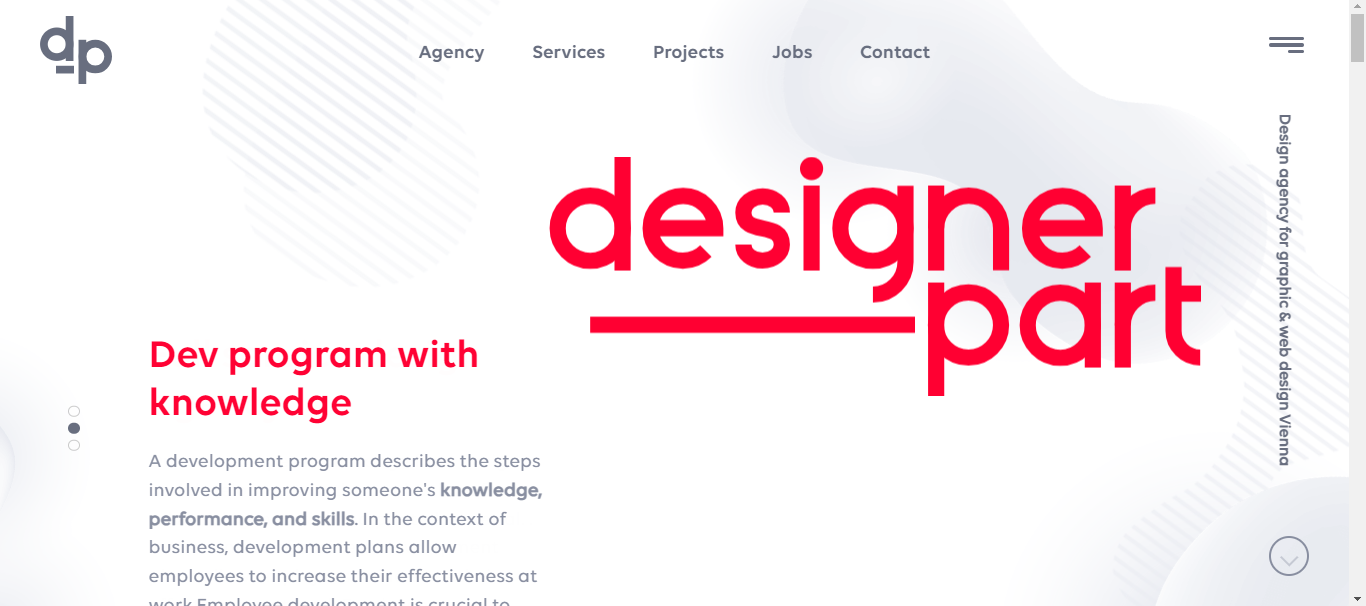 dp
Agency Services Projects Jobs Contact
Design agency for graphic & web design Vienna
designer
part
Dev program with
knowledge
A development program describes the steps
involved in improving someone's knowledge,
performance, and skills. In the context of
business, development plans allow
employees to increase their effectiveness at
work Employee development is crucial to